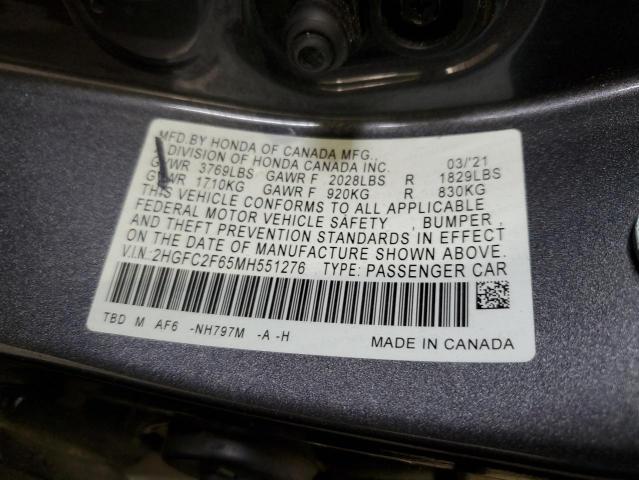 MFD.BY HONDA OF CANADA MFG.,
A DIVISION OF HONDA CANADA INC. 03/'21
GVWR 3769LBS GAWR F 2028LBS R 1829LBS
GVWR 1710KG GAWR F 920KG R 830KG
THIS VEHICLE CONFORMS TO ALL APPLICABLE
FEDERAL MOTOR VEHICLE SAFETY , BUMPER ,
AND THEFT PREVENTION STANDARDS IN EFFECT
ON THE DATE OF MANUFACTURE SHOWN ABOVE.
V.I.N.:2HGFC2F65MH551276 TYPE: PASSENGER CAR
TBD M AF6 -NH797M -A -H MADE IN CANADA